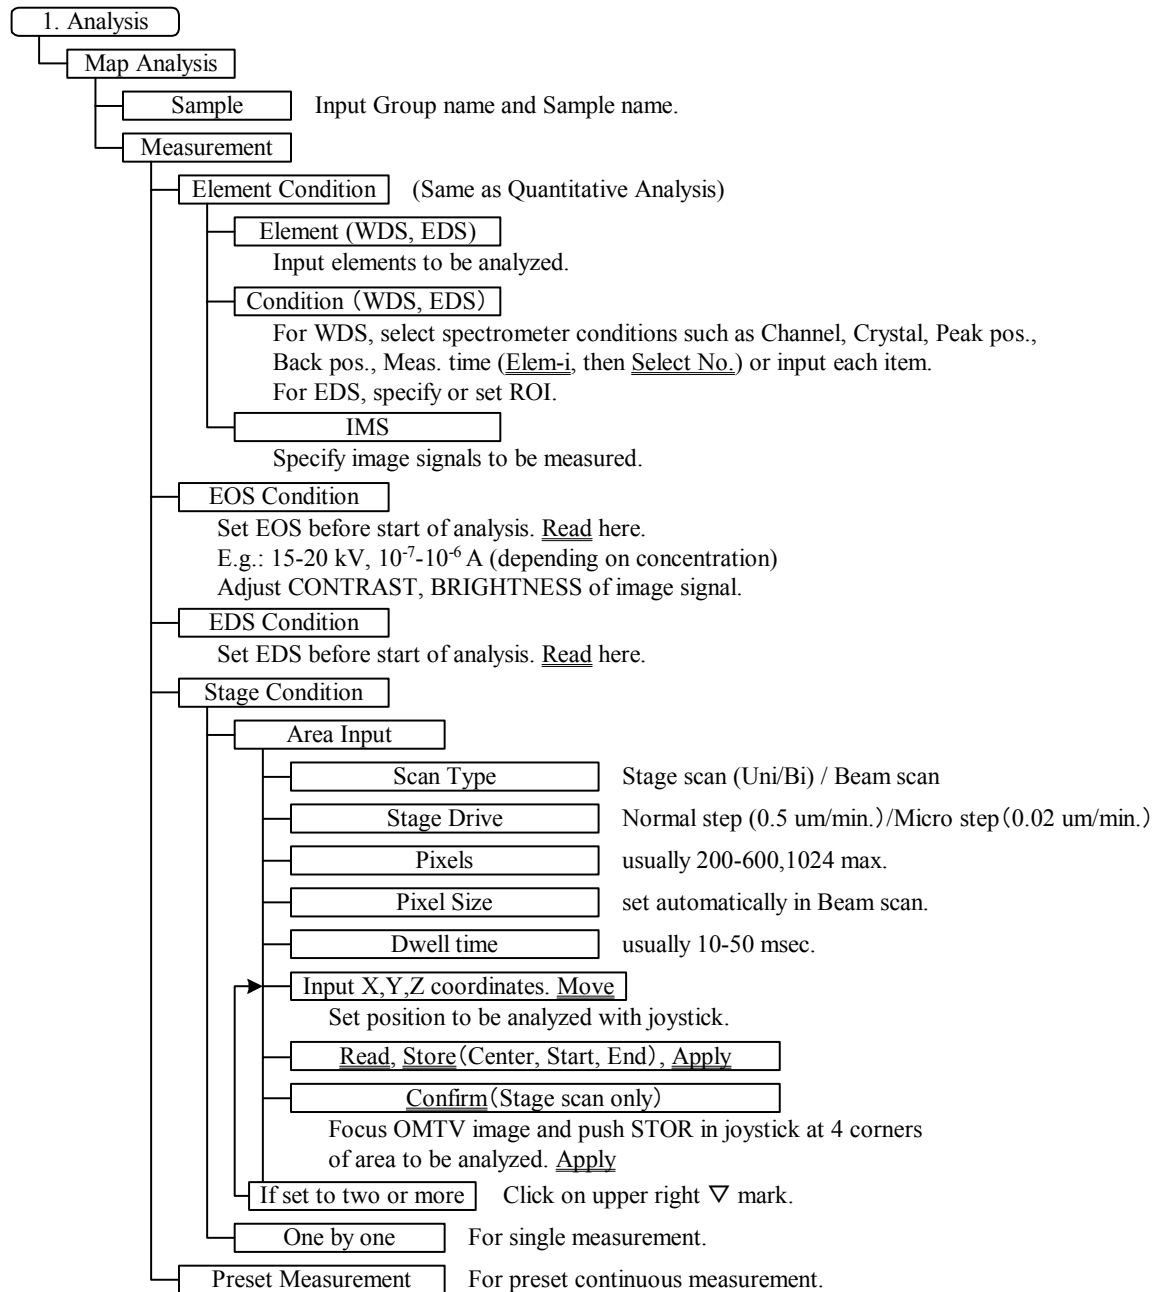 1. Analysis
Map Analysis
Sample Input Group name and Sample name.
Measurement
Element Condition (Same as Quantitative Analysis)
Element (WDS, EDS)
Input elements to be analyzed.
Condition（WDS, EDS）
For WDS, select spectrometer conditions such as Channel, Crystal, Peak pos.,
Back pos., Meas. time (Elem-i, then Select No.) or input each item.
For EDS, specify or set ROI.
IMS
Specify image signals to be measured.
EOS Condition
Set EOS before start of analysis. Read here.
E.g.: 15-20 kV, 10⁻⁷-10⁻⁶ A (depending on concentration)
Adjust CONTRAST, BRIGHTNESS of image signal.
EDS Condition
Set EDS before start of analysis. Read here.
Stage Condition
Area Input
Scan Type Stage scan (Uni/Bi) / Beam scan
Stage Drive Normal step (0.5 um/min.）/Micro step（0.02 um/min.）
Pixels usually 200-600,1024 max.
Pixel Size set automatically in Beam scan.
Dwell time usually 10-50 msec.
Input X,Y,Z coordinates. Move
Set position to be analyzed with joystick.
Read, Store（Center, Start, End）, Apply
Confirm（Stage scan only）
Focus OMTV image and push STOR in joystick at 4 corners
of area to be analyzed. Apply
If set to two or more Click on upper right ▽ mark.
One by one For single measurement.
Preset Measurement For preset continuous measurement.